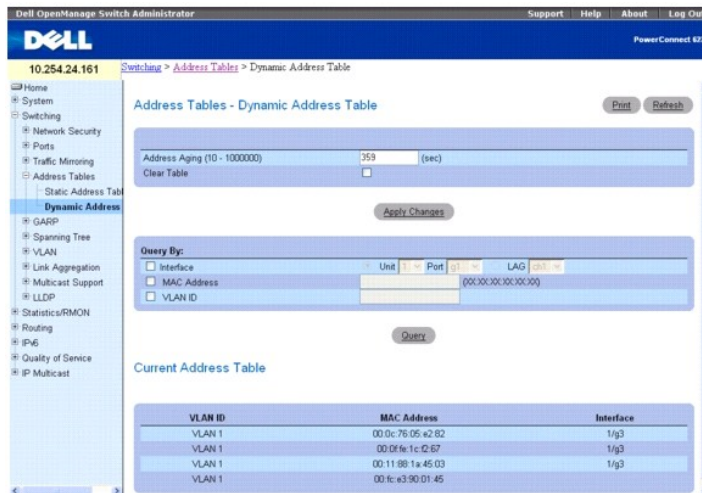 Dell OpenManage Switch Administrator
Support Help About Log Ou
DELL
PowerConnect 62
10.254.24.161
Switching > Address Tables > Dynamic Address Table
Home
System
Switching
Network Security
Ports
Traffic Mirroring
Address Tables
Static Address Tabl
Dynamic Address
GARP
Spanning Tree
VLAN
Link Aggregation
Multicast Support
LLDP
Statistics/RMON
Routing
IPv6
Quality of Service
IP Multicast
Address Tables - Dynamic Address Table
Print Refresh
Address Aging (10 - 1000000) 359 (sec)
Clear Table
Apply Changes
Query By:
Interface Unit 1 Port g1 LAG ch1
MAC Address (XX:XX:XX:XX:XX:XX)
VLAN ID
Query
Current Address Table
VLAN ID MAC Address Interface
VLAN 1 00:0c:76:05:e2:82 1/g3
VLAN 1 00:0f:fe:1c:f2:67 1/g3
VLAN 1 00:11:88:1a:45:03 1/g3
VLAN 1 00:fc:e3:90:01:45